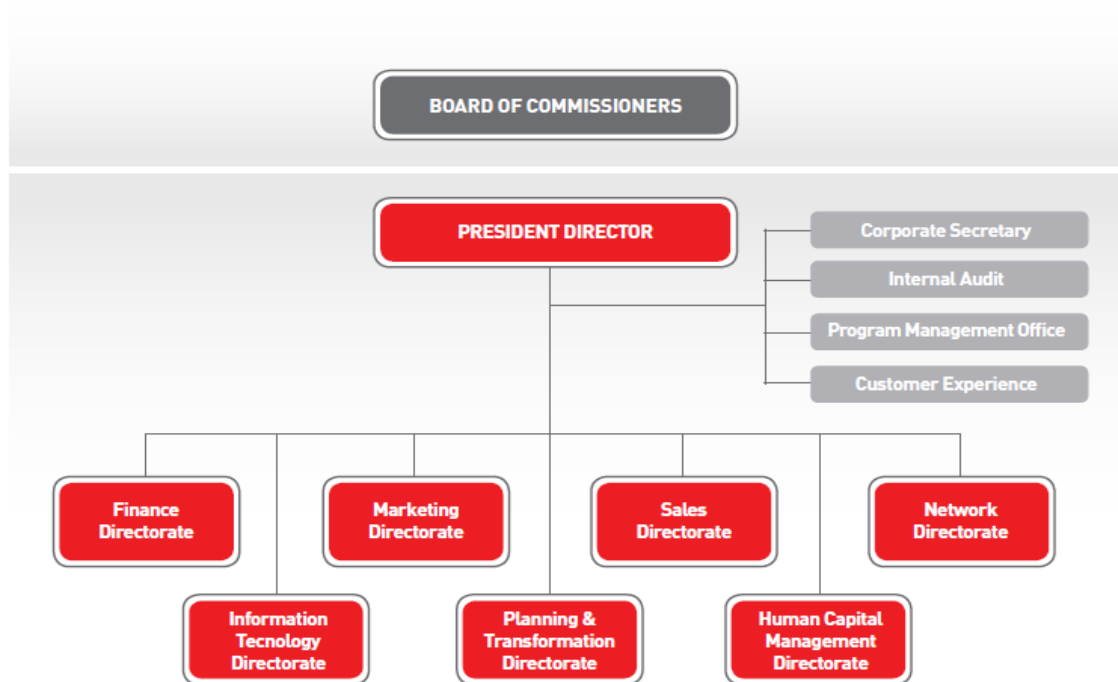 BOARD OF COMMISSIONERS
PRESIDENT DIRECTOR
Corporate Secretary
Internal Audit
Program Management Office
Customer Experience
Finance
Directorate
Marketing
Directorate
Sales
Directorate
Network
Directorate
Information
Tecnology
Directorate
Planning &
Transformation
Directorate
Human Capital
Management
Directorate